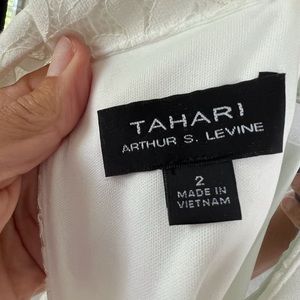 TAHARI
ARTHUR S. LEVINE
2
MADE IN
VIETNAM